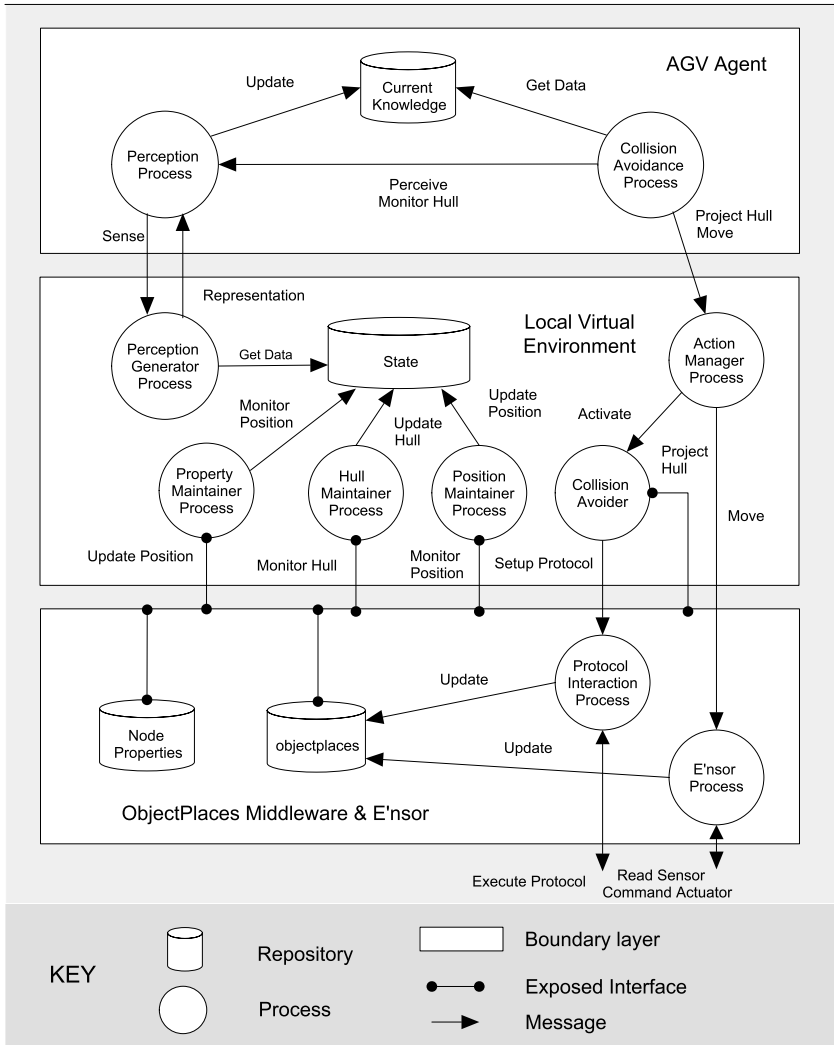 AGV Agent
Update
Current
Knowledge
Get Data
Perception
Process
Collision
Avoidance
Process
Perceive
Monitor Hull
Project Hull
Move
Sense
Representation
Local Virtual
Environment
Perception
Generator
Process
Get Data
State
Action
Manager
Process
Monitor
Position
Update
Hull
Update
Position
Activate
Property
Maintainer
Process
Hull
Maintainer
Process
Position
Maintainer
Process
Collision
Avoider
Project
Hull
Move
Update Position
Monitor Hull
Monitor
Position
Setup Protocol
Protocol
Interaction
Process
Update
Node
Properties
objectplaces
Update
E'nsor
Process
ObjectPlaces Middleware & E'nsor
Execute Protocol
Read Sensor
Command Actuator
KEY
Repository
Process
Boundary layer
Exposed Interface
Message